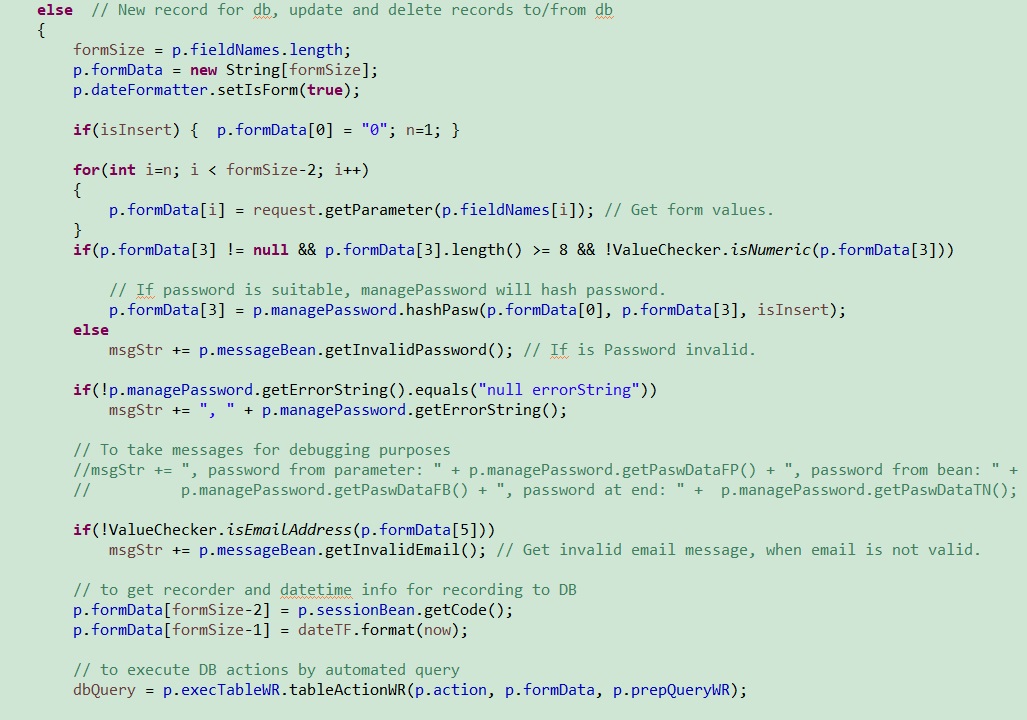 else  // New record for db, update and delete records to/from db
{
    formSize = p.fieldNames.length;
    p.formData = new String[formSize];
    p.dateFormatter.setIsForm(true);

    if(isInsert) {  p.formData[0] = "0"; n=1; }

    for(int i=n; i < formSize-2; i++)
    {
        p.formData[i] = request.getParameter(p.fieldNames[i]); // Get form values.
    }
    if(p.formData[3] != null && p.formData[3].length() >= 8 && !ValueChecker.isNumeric(p.formData[3]))

        // If password is suitable, managePassword will hash password.
        p.formData[3] = p.managePassword.hashPasw(p.formData[0], p.formData[3], isInsert);
    else
        msgStr += p.messageBean.getInvalidPassword(); // If is Password invalid.

    if(!p.managePassword.getErrorString().equals("null errorString"))
        msgStr += ", " + p.managePassword.getErrorString();

    // To take messages for debugging purposes
    //msgStr += ", password from parameter: " + p.managePassword.getPaswDataFP() + ", password from bean: " +
    //          p.managePassword.getPaswDataFB() + ", password at end: " +  p.managePassword.getPaswDataTN();

    if(!ValueChecker.isEmailAddress(p.formData[5]))
        msgStr += p.messageBean.getInvalidEmail(); // Get invalid email message, when email is not valid.

    // to get recorder and datetime info for recording to DB
    p.formData[formSize-2] = p.sessionBean.getCode();
    p.formData[formSize-1] = dateTF.format(now);

    // to execute DB actions by automated query
    dbQuery = p.execTableWR.tableActionWR(p.action, p.formData, p.prepQueryWR);